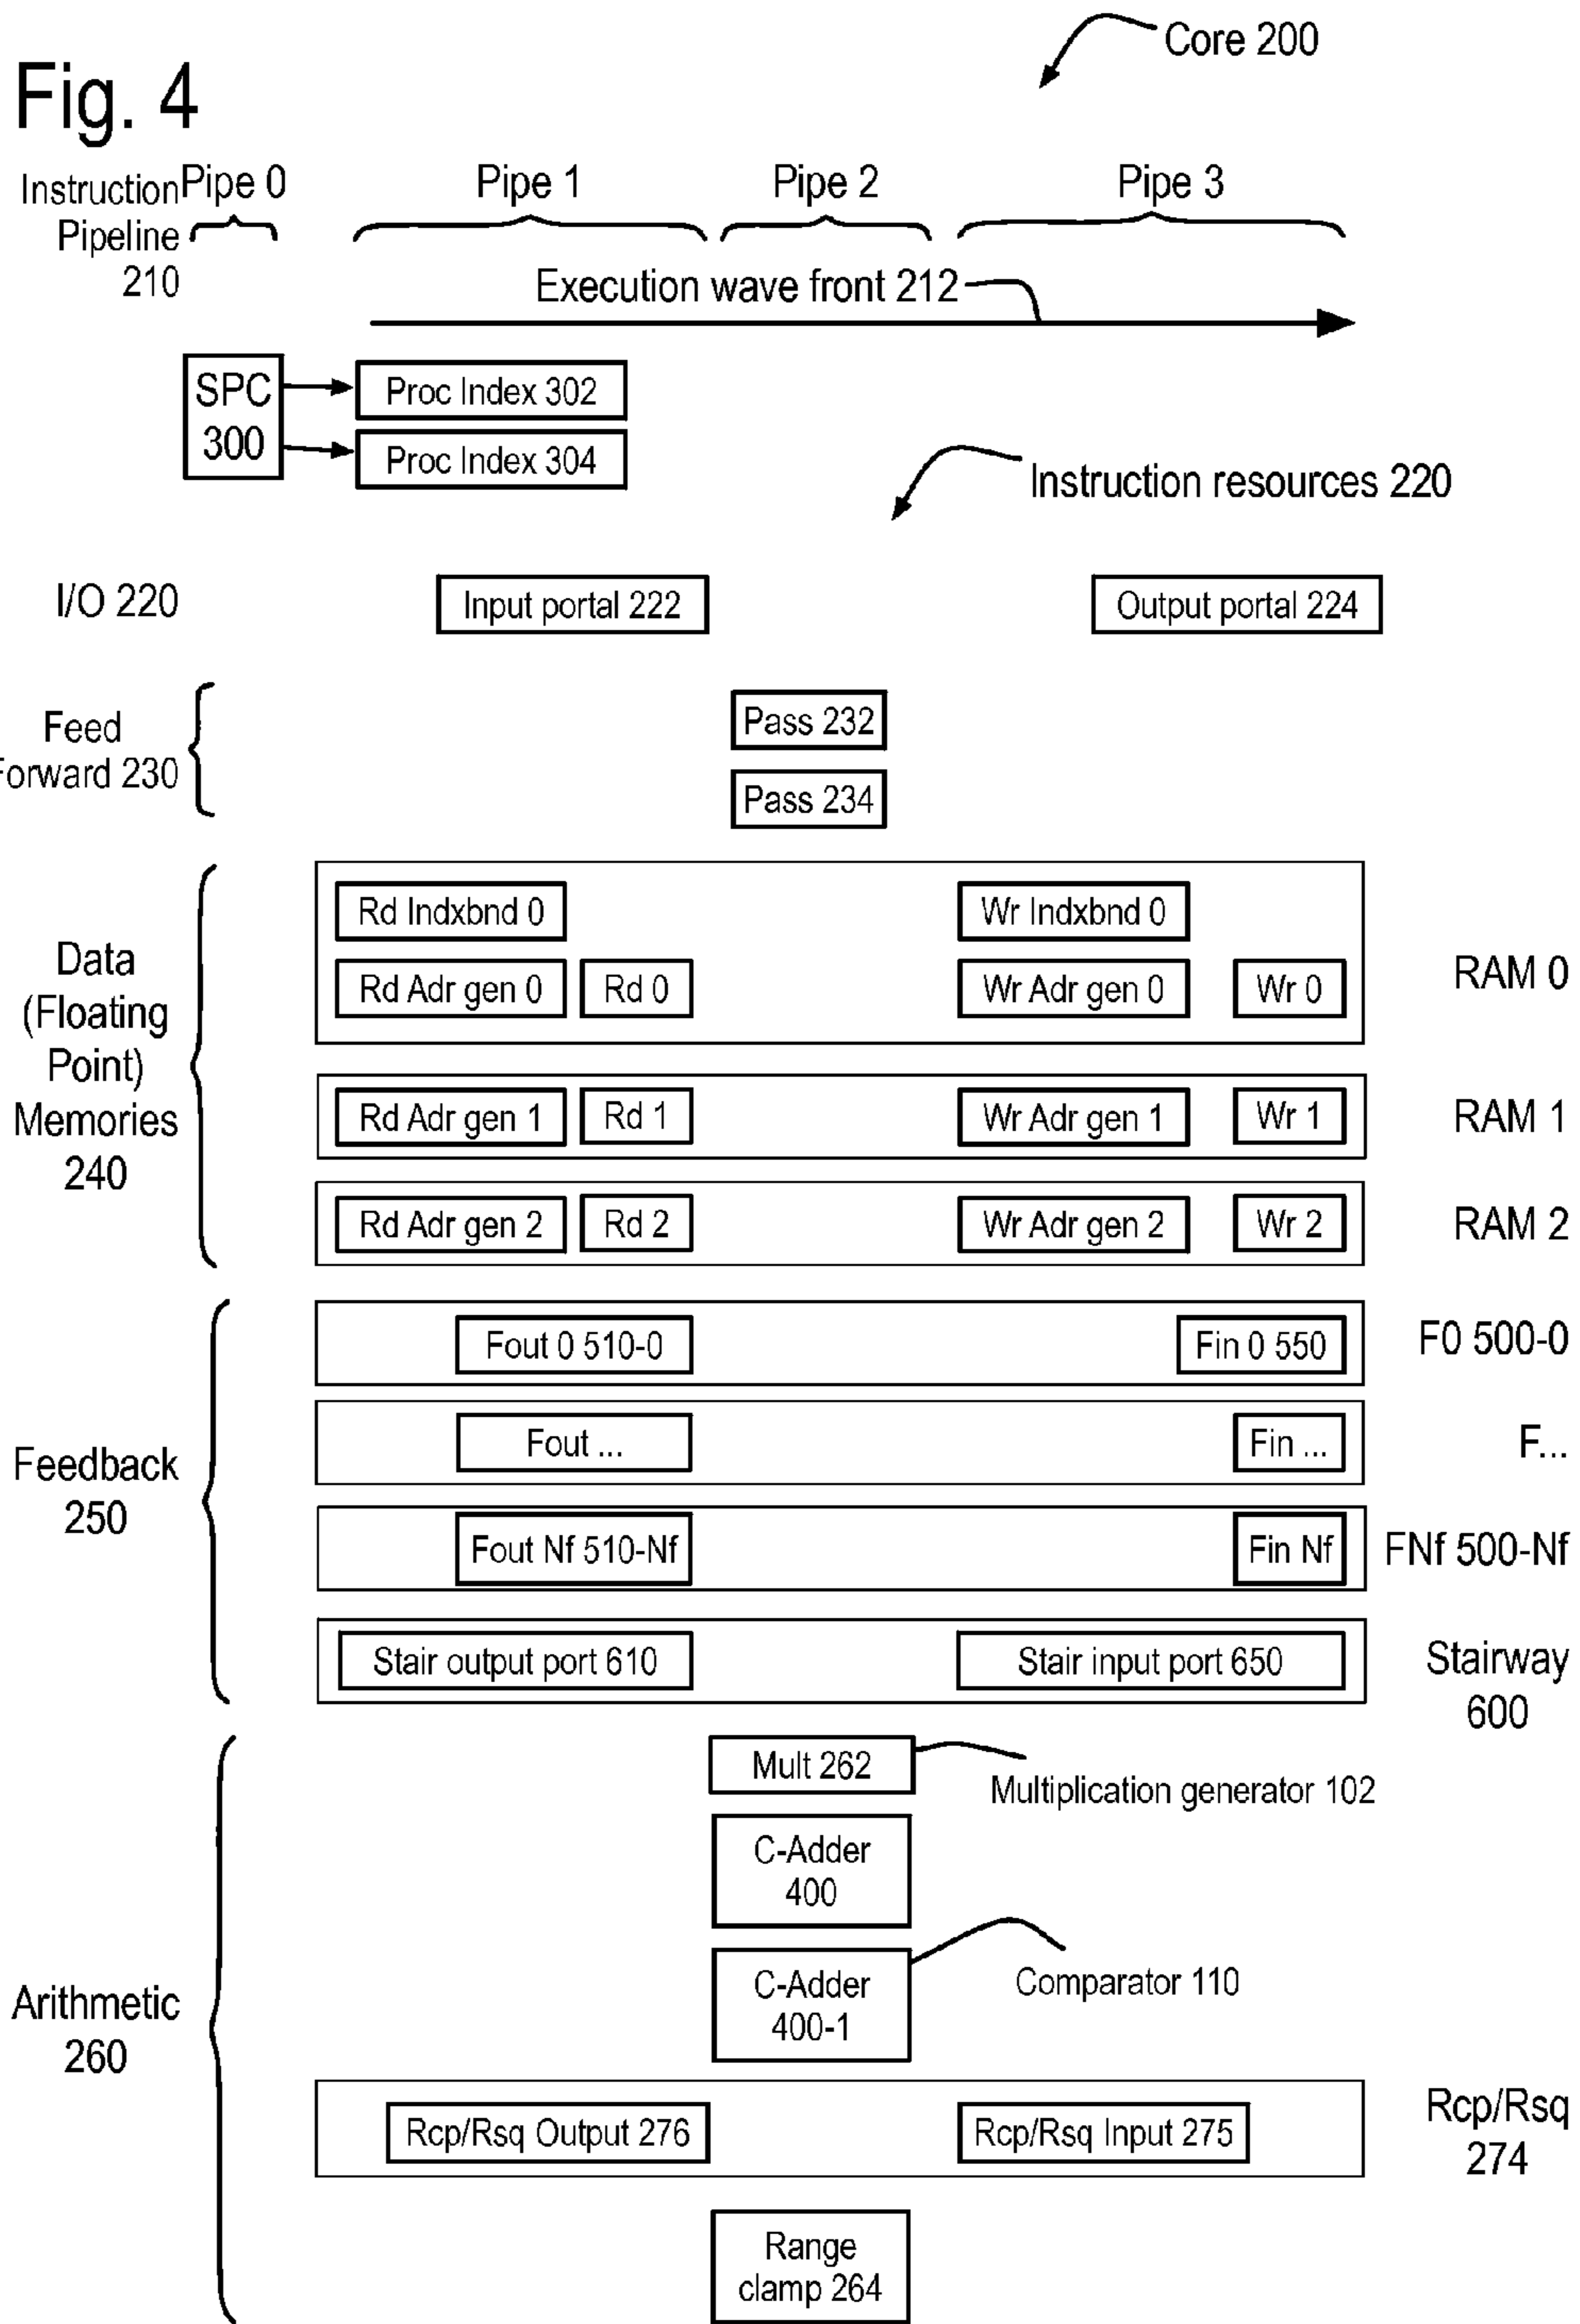 Core 200
Fig. 4
Instruction
Pipeline
210
Pipe 0
Pipe 1
Pipe 2
Pipe 3
Execution wave front 212
SPC
300
Proc Index 302
Proc Index 304
Instruction resources 220
I/O 220
Input portal 222
Output portal 224
Feed
Forward 230
Pass 232
Pass 234
Data
(Floating
Point)
Memories
240
Rd Indxbnd 0
Wr Indxbnd 0
Rd Adr gen 0
Rd 0
Wr Adr gen 0
Wr 0
RAM 0
Rd Adr gen 1
Rd 1
Wr Adr gen 1
Wr 1
RAM 1
Rd Adr gen 2
Rd 2
Wr Adr gen 2
Wr 2
RAM 2
Feedback
250
Fout 0 510-0
Fin 0 550
F0 500-0
Fout ...
Fin ...
F...
Fout Nf 510-Nf
Fin Nf
FNf 500-Nf
Stair output port 610
Stair input port 650
Stairway
600
Arithmetic
260
Mult 262
Multiplication generator 102
C-Adder
400
C-Adder
400-1
Comparator 110
Rcp/Rsq Output 276
Rcp/Rsq Input 275
Rcp/Rsq
274
Range
clamp 264